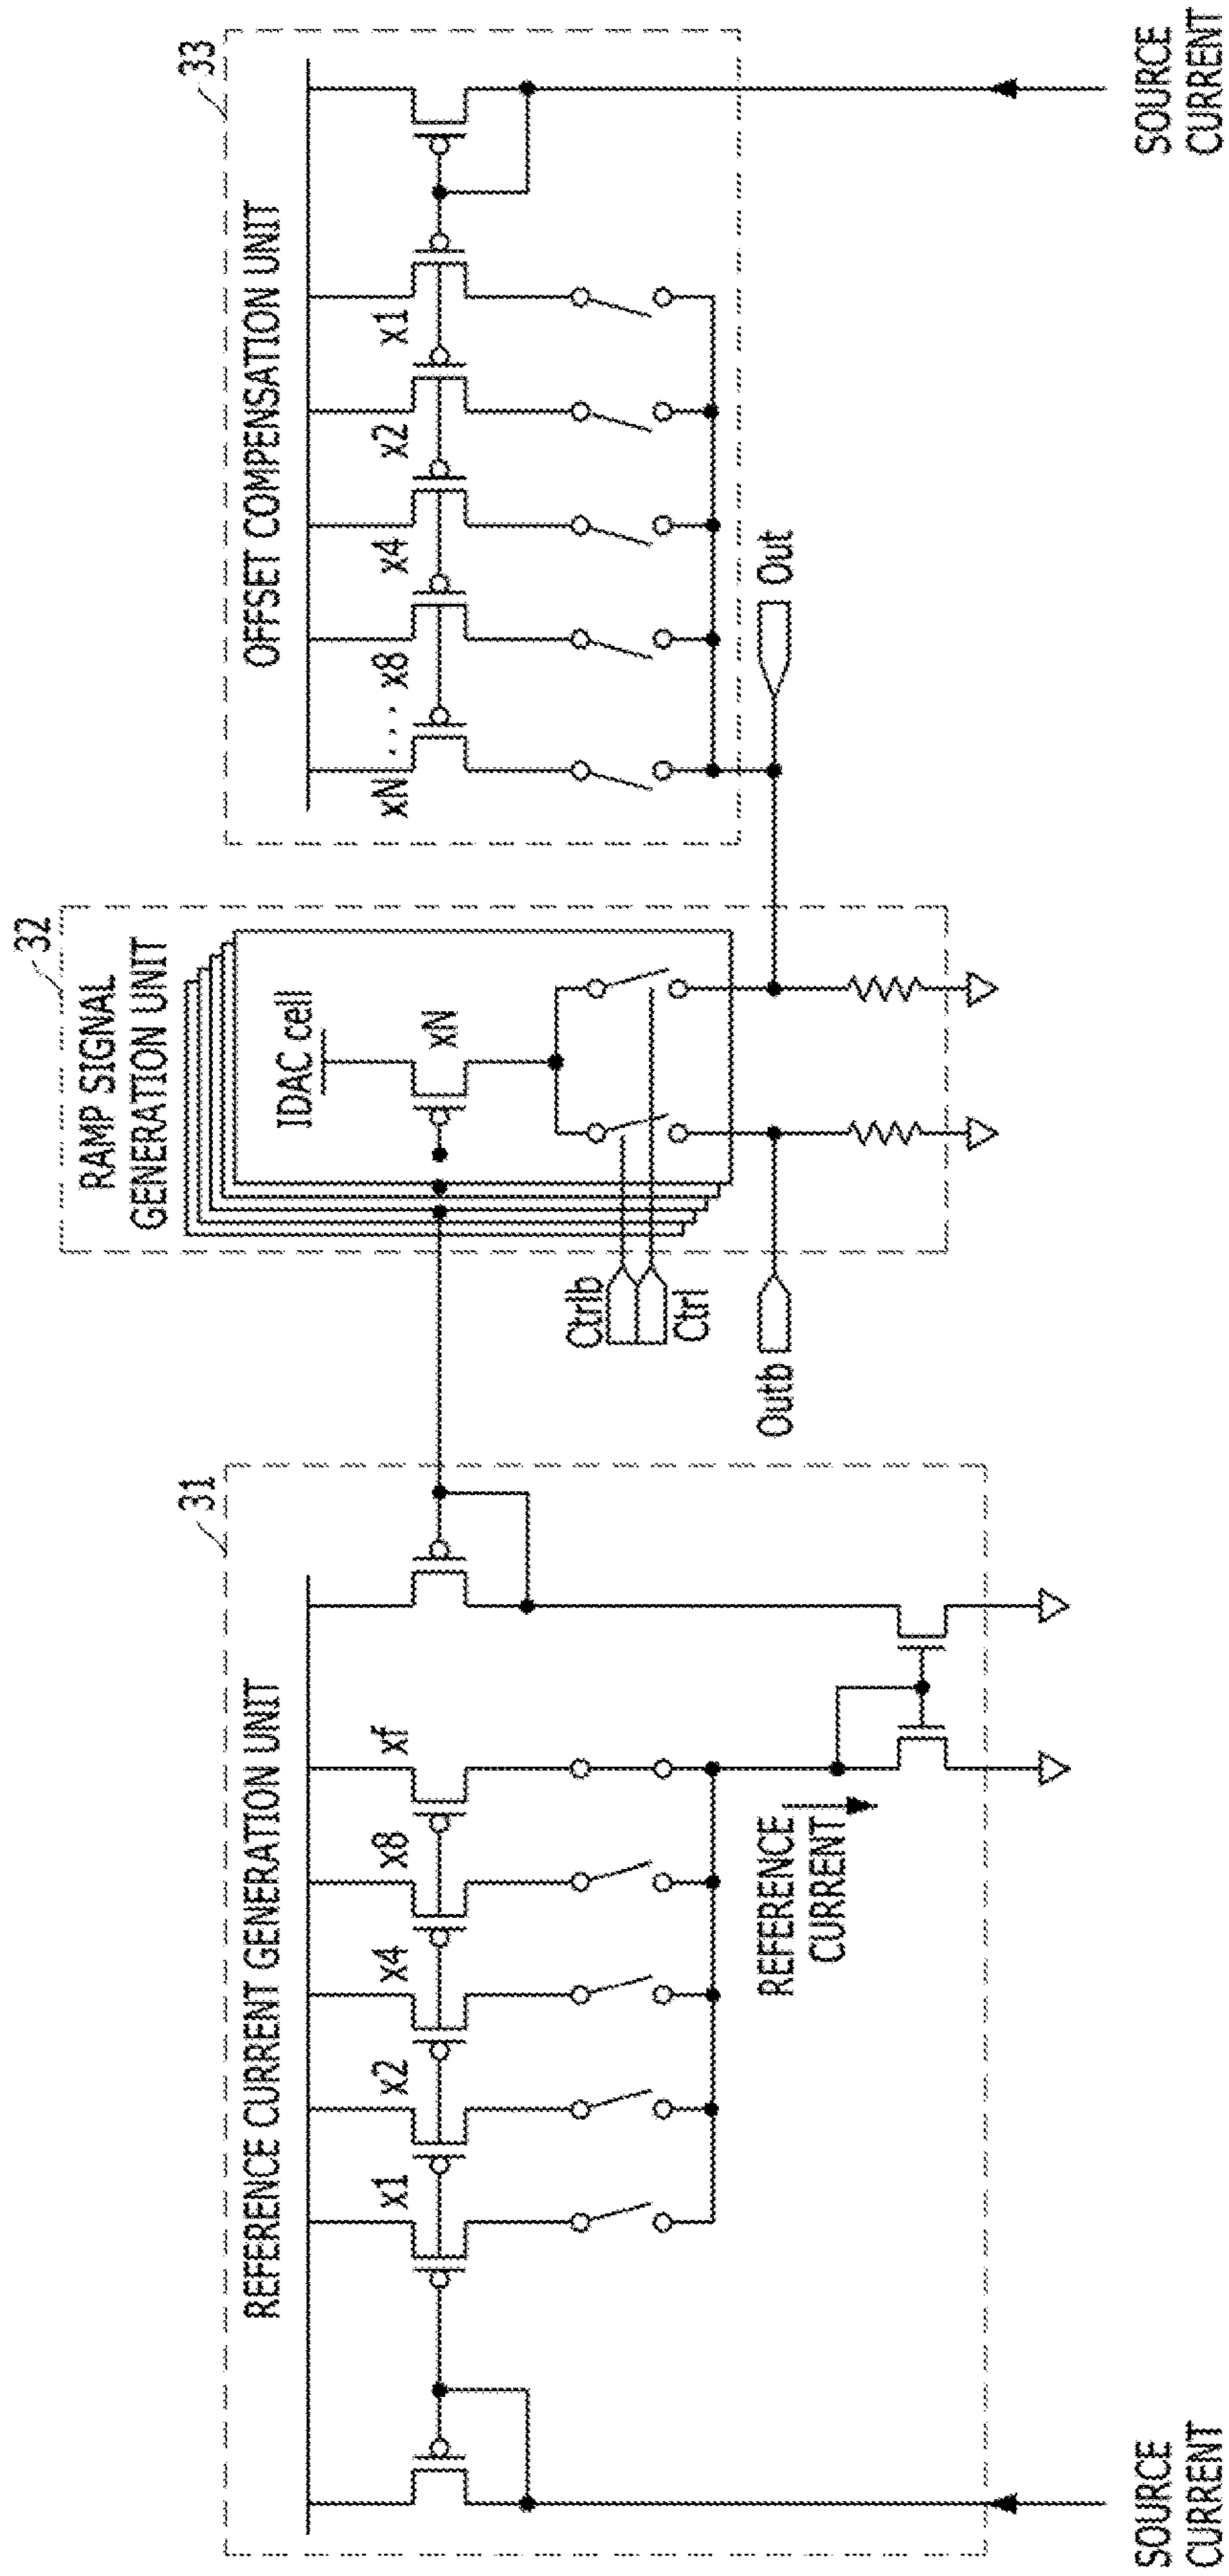 31
REFERENCE CURRENT GENERATION UNIT
x1
x2
x4
x8
xf
REFERENCE
CURRENT
SOURCE
CURRENT
32
RAMP SIGNAL
GENERATION UNIT
IDAC cell
xN
Ctrlb
Ctrl
Outb
33
OFFSET COMPENSATION UNIT
xN ... x8
x4
x2
x1
Out
SOURCE
CURRENT